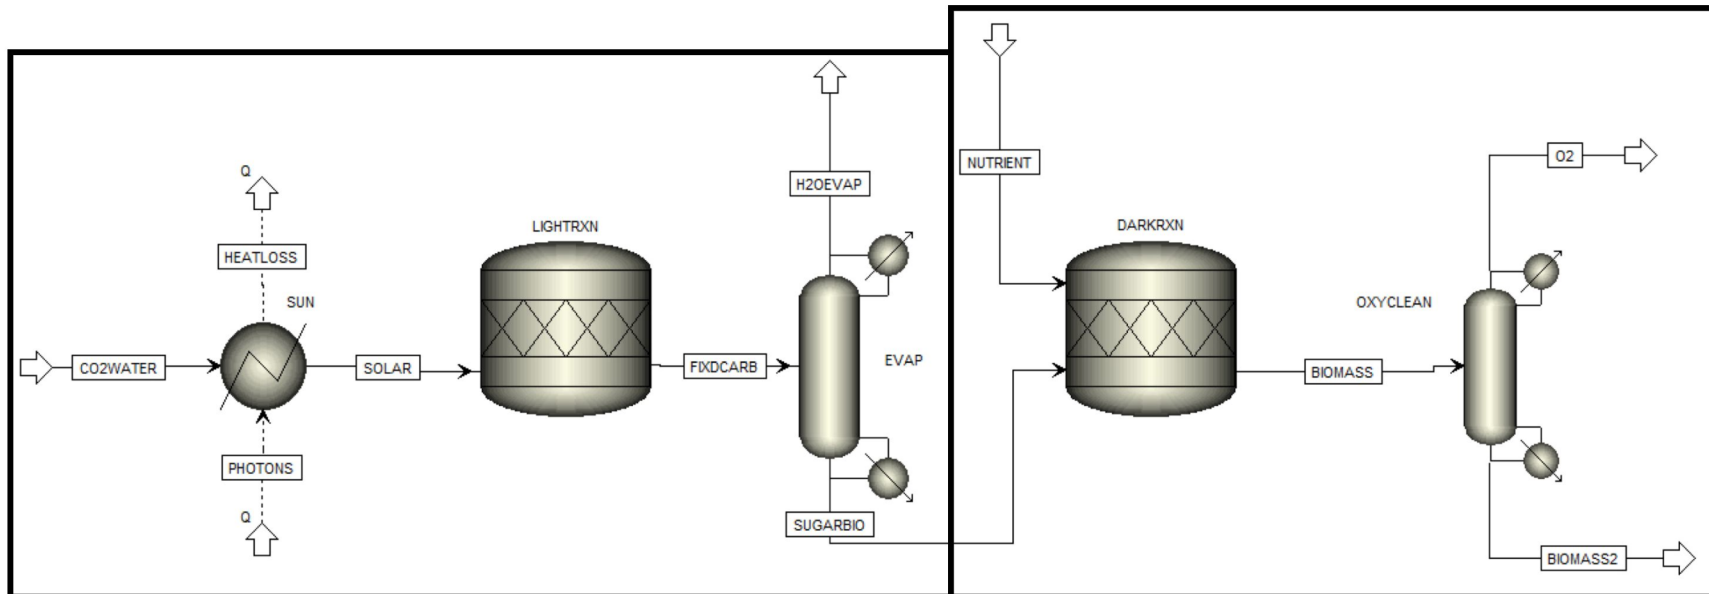 Q
HEATLOSS
SUN
CO2WATER
SOLAR
PHOTONS
Q
LIGHTRXN
FIXDCARB
H2OEVAP
EVAP
SUGARBIO
NUTRIENT
DARKRXN
BIOMASS
OXYCLEAN
O2
BIOMASS2